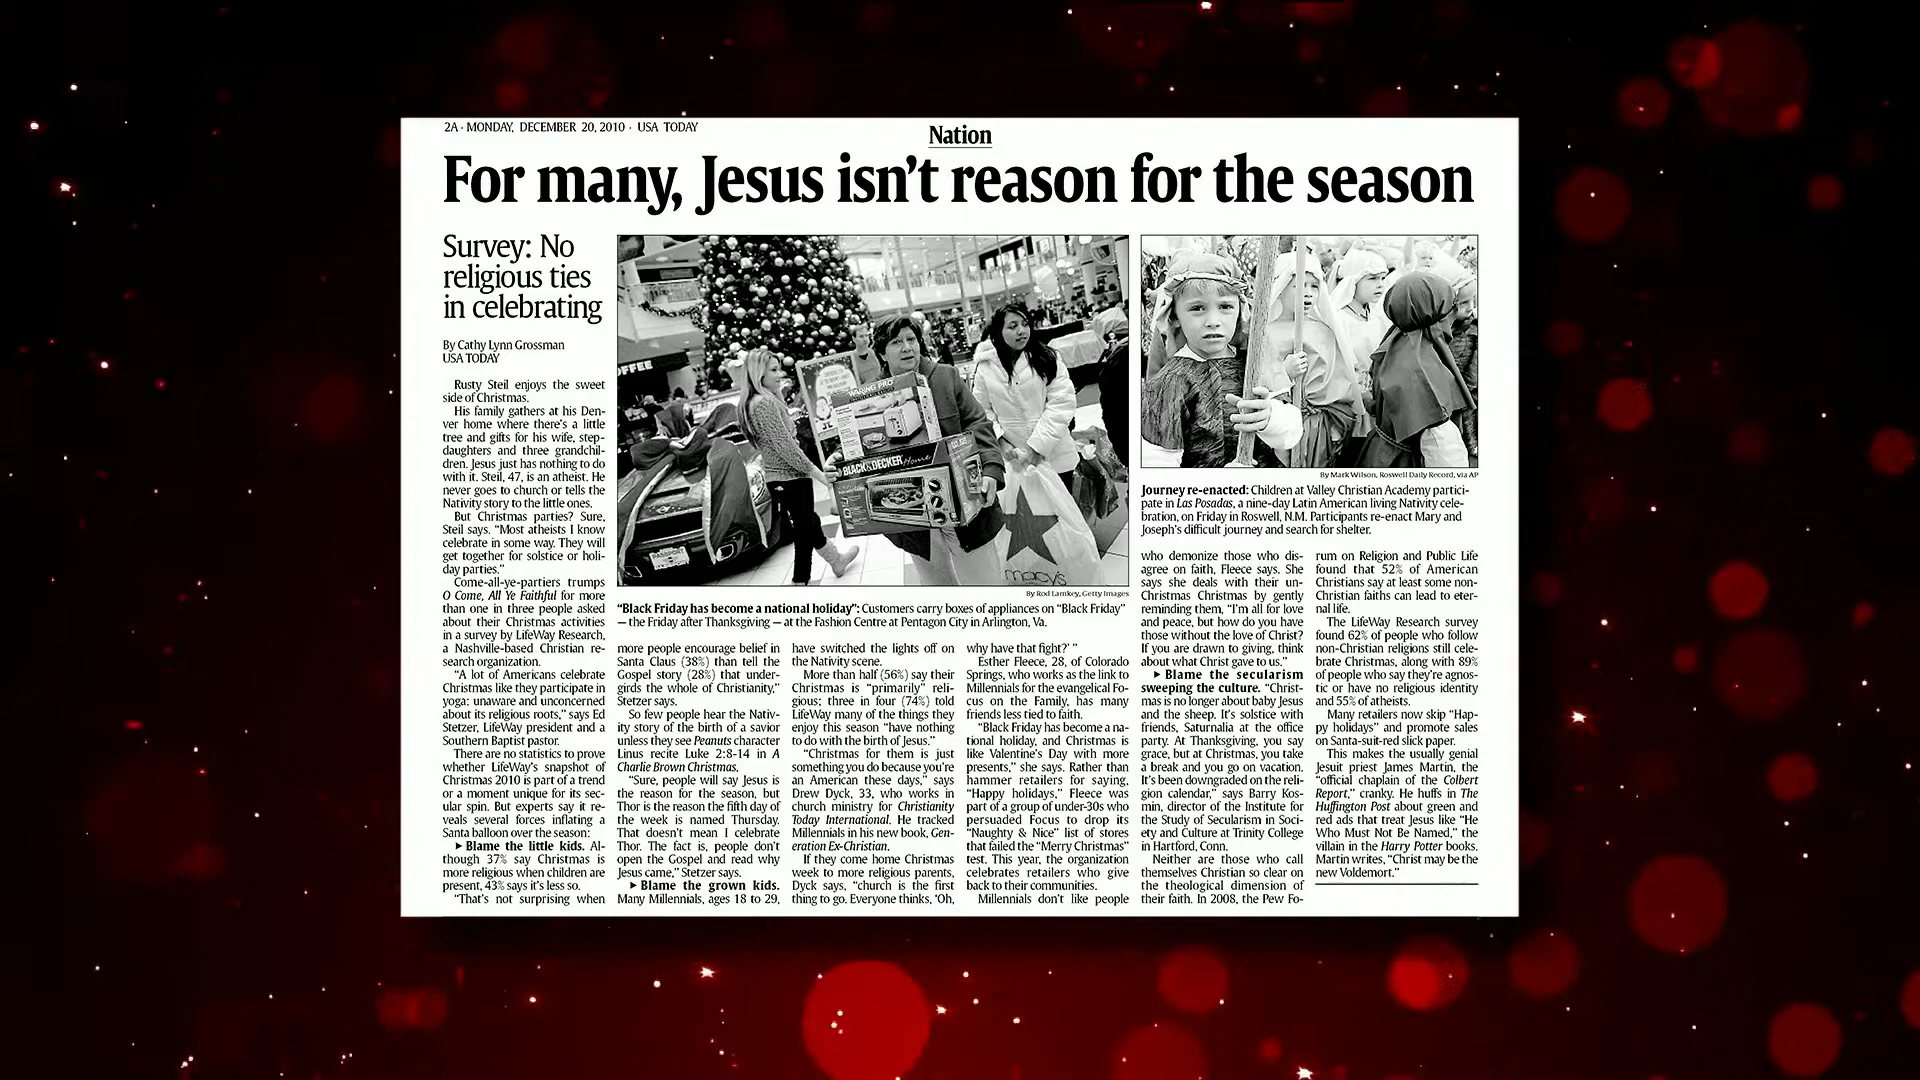 2A · MONDAY, DECEMBER 20, 2010 · USA TODAY
Nation
For many, Jesus isn't reason for the season
Survey: No
religious ties
in celebrating
By Cathy Lynn Grossman
USA TODAY
Rusty Steil enjoys the sweet
side of Christmas.
His family gathers at his Den-
ver home where there's a little
tree and gifts for his wife, step-
daughters and three grandchil-
dren. Jesus just has nothing to do
with it. Steil, 47, is an atheist. He
never goes to church or tells the
Nativity story to the little ones.
But Christmas parties? Sure,
Steil says. "Most atheists I know
celebrate in some way. They will
get together for solstice or holi-
day parties."
Come-all-ye-partiers trumps
O Come, All Ye Faithful for more
than one in three people asked
about their Christmas activities
in a survey by LifeWay Research,
a Nashville-based Christian re-
search organization.
"A lot of Americans celebrate
Christmas like they participate in
yoga: unaware and unconcerned
about its religious roots," says Ed
Stetzer, LifeWay president and a
Southern Baptist pastor.
There are no statistics to prove
whether LifeWay's snapshot of
Christmas 2010 is part of a trend
or a moment unique for its sec-
ular spin. But experts say it re-
veals several forces inflating a
Santa balloon over the season:
▶ Blame the little kids. Al-
though 37% say Christmas is
more religious when children are
present, 43% says it's less so.
"That's not surprising when
OFFEE
WARING PRO
BLACK&DECKER Home
PASSPORT
macy's
By Rod Lamkey, Getty Images
"Black Friday has become a national holiday": Customers carry boxes of appliances on "Black Friday"
— the Friday after Thanksgiving — at the Fashion Centre at Pentagon City in Arlington, Va.
more people encourage belief in
Santa Claus (38%) than tell the
Gospel story (28%) that under-
girds the whole of Christianity,"
Stetzer says.
So few people hear the Nativ-
ity story of the birth of a savior
unless they see Peanuts character
Linus recite Luke 2:8-14 in A
Charlie Brown Christmas.
"Sure, people will say Jesus is
the reason for the season, but
Thor is the reason the fifth day of
the week is named Thursday.
That doesn't mean I celebrate
Thor. The fact is, people don't
open the Gospel and read why
Jesus came," Stetzer says.
▶ Blame the grown kids.
Many Millennials, ages 18 to 29,
have switched the lights off on
the Nativity scene.
More than half (56%) say their
Christmas is "primarily" reli-
gious; three in four (74%) told
LifeWay many of the things they
enjoy this season "have nothing
to do with the birth of Jesus."
"Christmas for them is just
something you do because you're
an American these days," says
Drew Dyck, 33, who works in
church ministry for Christianity
Today International. He tracked
Millennials in his new book, Gen-
eration Ex-Christian.
If they come home Christmas
week to more religious parents,
Dyck says, "church is the first
thing to go. Everyone thinks, 'Oh,
why have that fight?' "
Esther Fleece, 28, of Colorado
Springs, who works as the link to
Millennials for the evangelical Fo-
cus on the Family, has many
friends less tied to faith.
"Black Friday has become a na-
tional holiday, and Christmas is
like Valentine's Day with more
presents," she says. Rather than
hammer retailers for saying,
"Happy holidays," Fleece was
part of a group of under-30s who
persuaded Focus to drop its
"Naughty & Nice" list of stores
that failed the "Merry Christmas"
test. This year, the organization
celebrates retailers who give
back to their communities.
Millennials don't like people
By Mark Wilson, Roswell Daily Record, via AP
Journey re-enacted: Children at Valley Christian Academy partici-
pate in Las Posadas, a nine-day Latin American living Nativity cele-
bration, on Friday in Roswell, N.M. Participants re-enact Mary and
Joseph's difficult journey and search for shelter.
who demonize those who dis-
agree on faith, Fleece says. She
says she deals with their un-
Christmas Christmas by gently
reminding them, "I'm all for love
and peace, but how do you have
those without the love of Christ?
If you are drawn to giving, think
about what Christ gave to us."
▶ Blame the secularism
sweeping the culture. "Christ-
mas is no longer about baby Jesus
and the sheep. It's solstice with
friends, Saturnalia at the office
party. At Thanksgiving, you say
grace, but at Christmas, you take
a break and you go on vacation.
It's been downgraded on the reli-
gion calendar," says Barry Kos-
min, director of the Institute for
the Study of Secularism in Soci-
ety and Culture at Trinity College
in Hartford, Conn.
Neither are those who call
themselves Christian so clear on
the theological dimension of
their faith. In 2008, the Pew Fo-
rum on Religion and Public Life
found that 52% of American
Christians say at least some non-
Christian faiths can lead to eter-
nal life.
The LifeWay Research survey
found 62% of people who follow
non-Christian religions still cele-
brate Christmas, along with 89%
of people who say they're agnos-
tic or have no religious identity
and 55% of atheists.
Many retailers now skip "Hap-
py holidays" and promote sales
on Santa-suit-red slick paper.
This makes the usually genial
Jesuit priest James Martin, the
"official chaplain of the Colbert
Report," cranky. He huffs in The
Huffington Post about green and
red ads that treat Jesus like "He
Who Must Not Be Named," the
villain in the Harry Potter books.
Martin writes, "Christ may be the
new Voldemort."